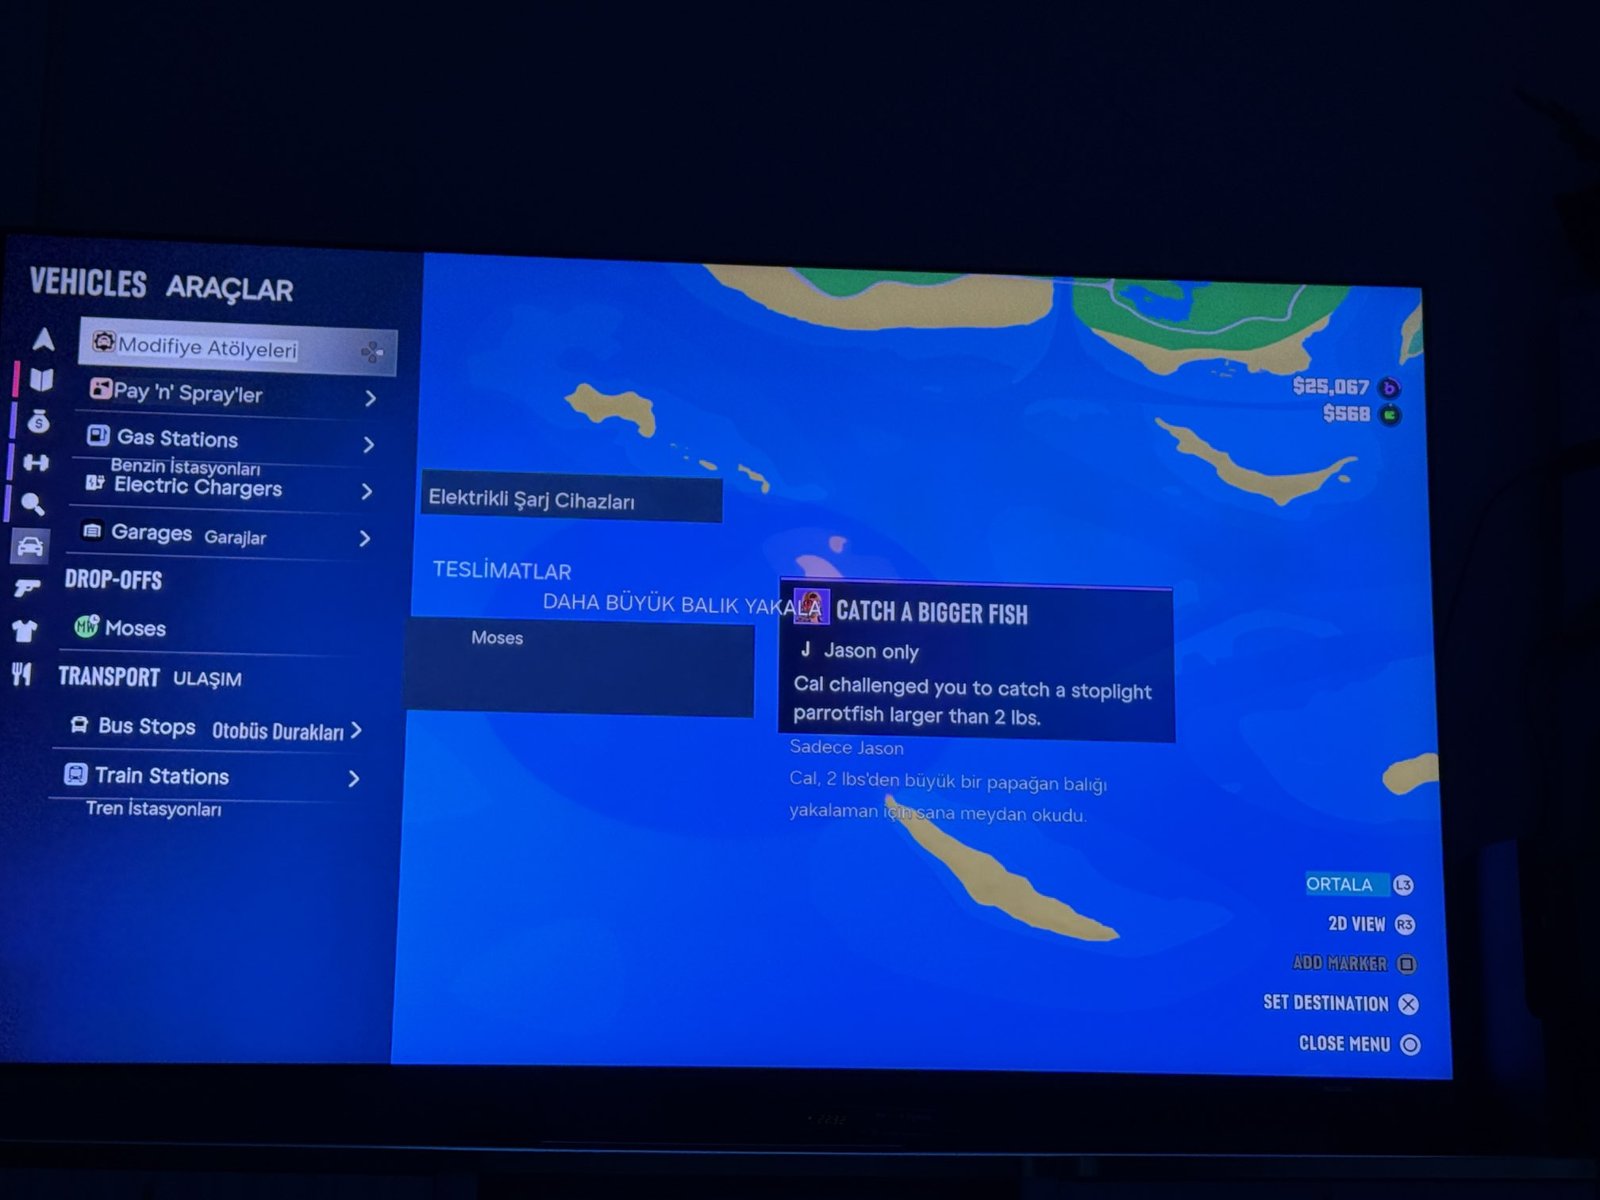 VEHICLES ARAÇLAR
Modifiye Atölyeleri
Pay 'n' Spray'ler
Gas Stations
Benzin İstasyonları
Electric Chargers
Elektrikli Şarj Cihazları
Garages Garajlar
DROP-OFFS
TESLİMATLAR
Moses
Moses
TRANSPORT ULAŞIM
Bus Stops Otobüs Durakları
Train Stations
Tren İstasyonları
$25,067
$568
DAHA BÜYÜK BALIK YAKALA
CATCH A BIGGER FISH
J Jason only
Cal challenged you to catch a stoplight
parrotfish larger than 2 lbs.
Sadece Jason
Cal, 2 lbs'den büyük bir papağan balığı
yakalaman için sana meydan okudu.
ORTALA L3
2D VIEW R3
ADD MARKER
SET DESTINATION
CLOSE MENU